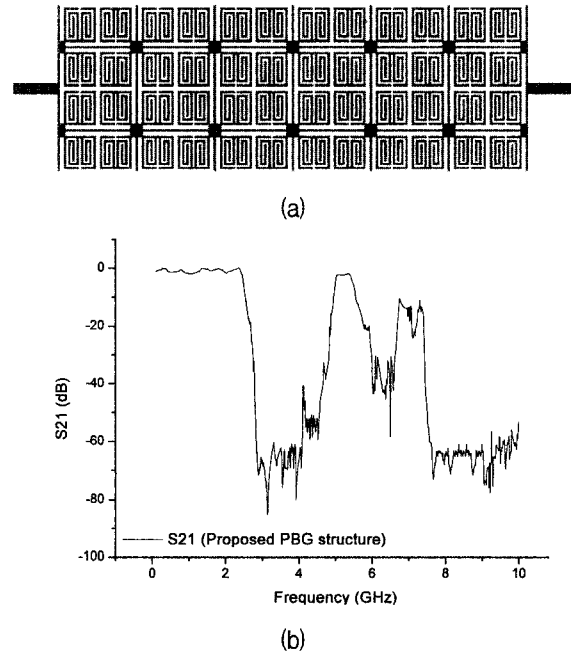 (a)
0
-20
-40
-60
-80
-100
S21 (dB)
S21 (Proposed PBG structure)
0 2 4 6 8 10
Frequency (GHz)
(b)